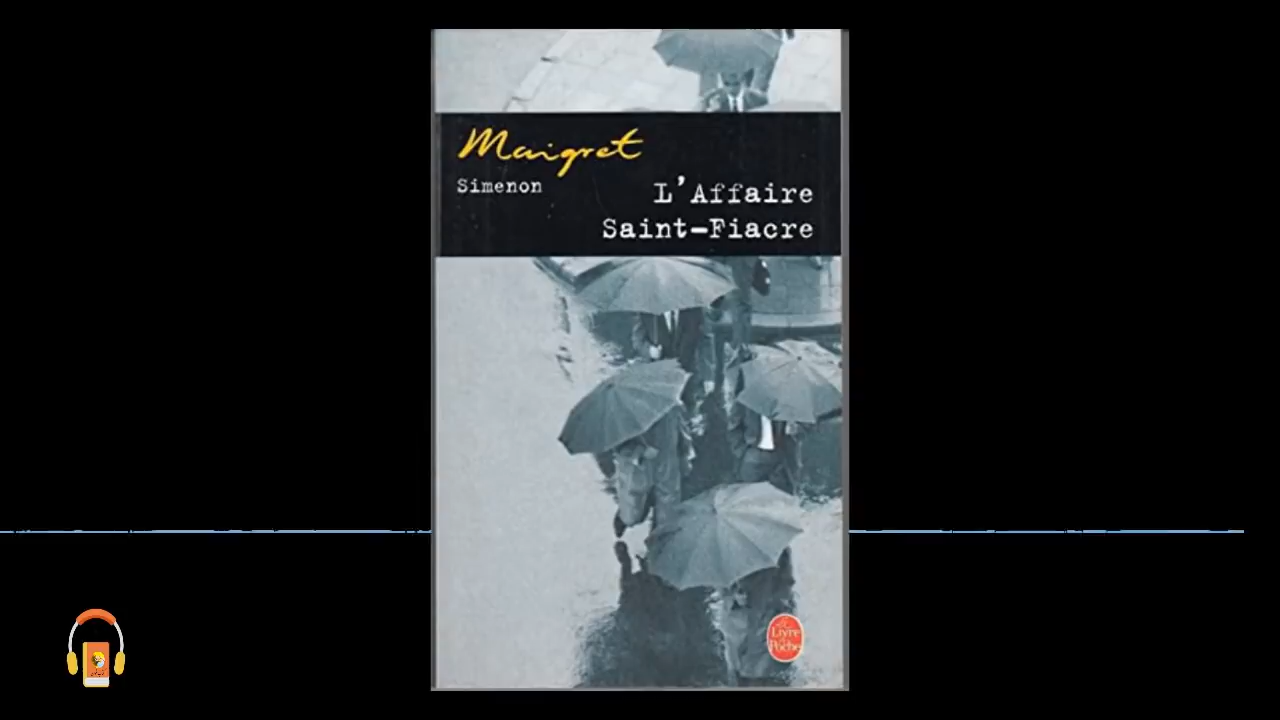 Maigret
Simenon
L'Affaire
Saint-Fiacre
Le
Livre
de
Poche